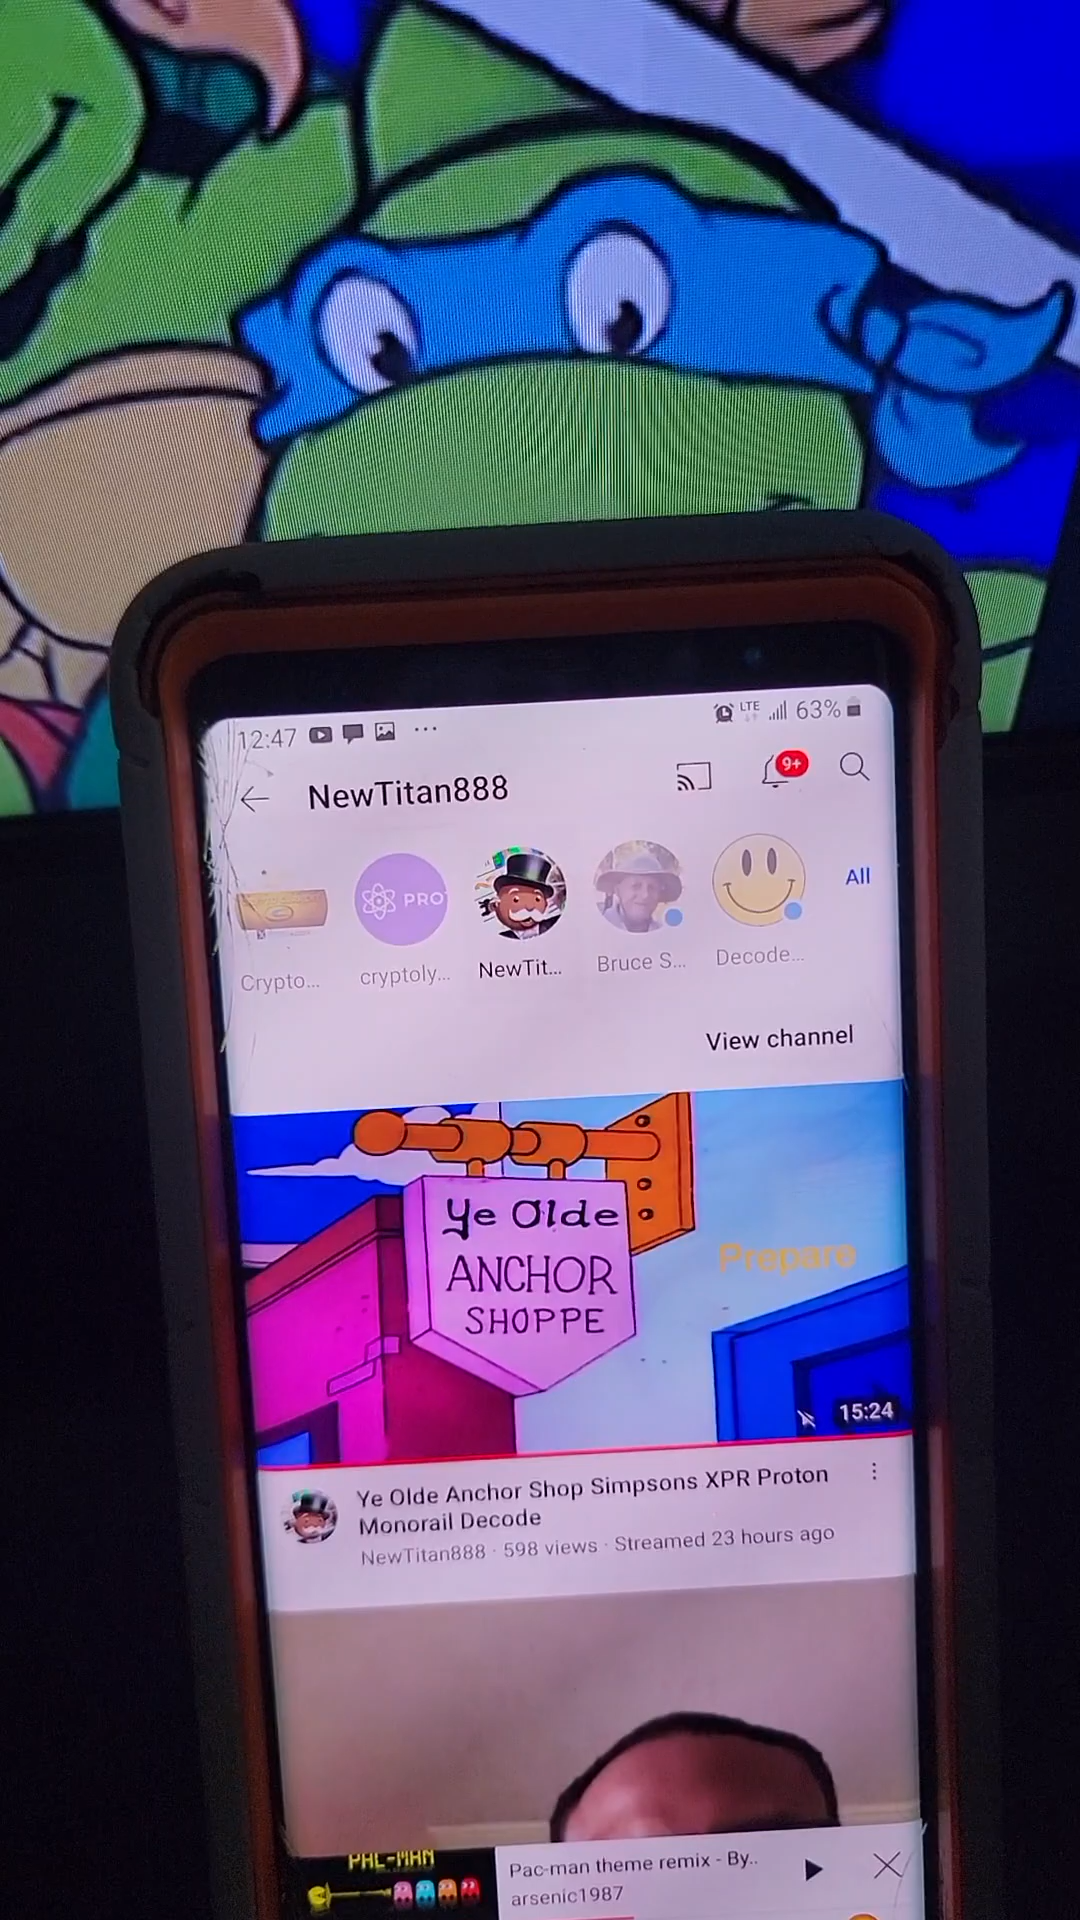 12:47
LTE
63%
NewTitan888
9+
PRO
Crypto...
cryptoly...
NewTit...
Bruce S...
Decode...
All
View channel
Ye Olde
ANCHOR
SHOPPE
Prepare
15:24
Ye Olde Anchor Shop Simpsons XPR Proton
Monorail Decode
NewTitan888 · 598 views · Streamed 23 hours ago
PAC-MAN
Pac-man theme remix - By..
arsenic1987